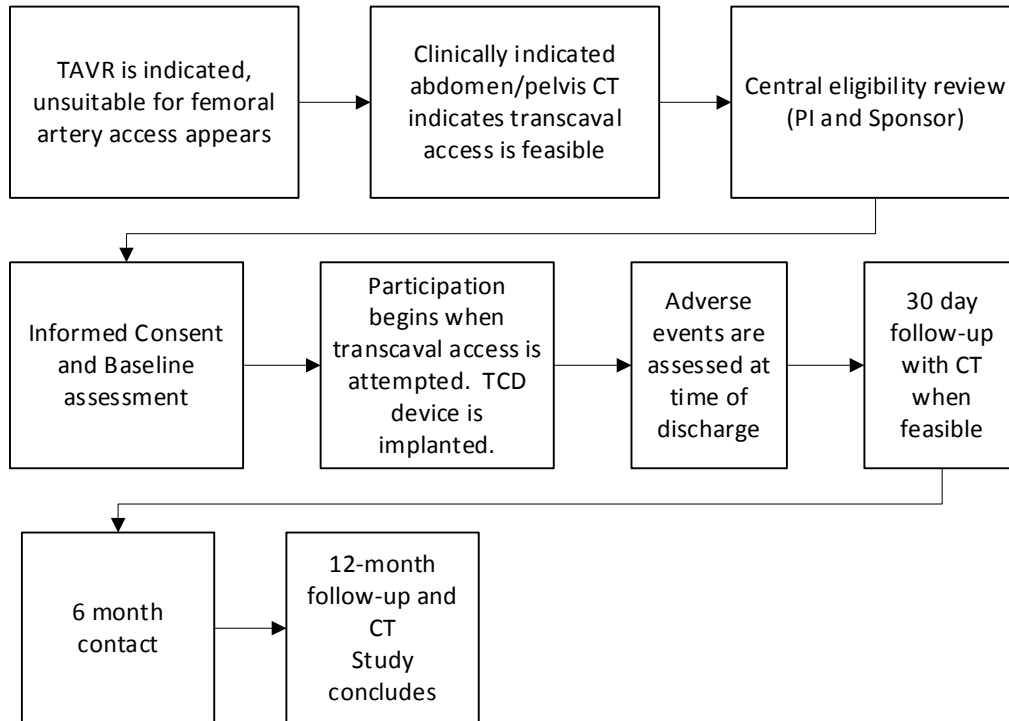 TAVR is indicated,
unsuitable for femoral
artery access appears
Clinically indicated
abdomen/pelvis CT
indicates transcaval
access is feasible
Central eligibility review
(PI and Sponsor)
Informed Consent
and Baseline
assessment
Participation
begins when
transcaval access is
attempted. TCD
device is
implanted.
Adverse
events are
assessed at
time of
discharge
30 day
follow-up
with CT
when
feasible
6 month
contact
12-month
follow-up and
CT
Study
concludes